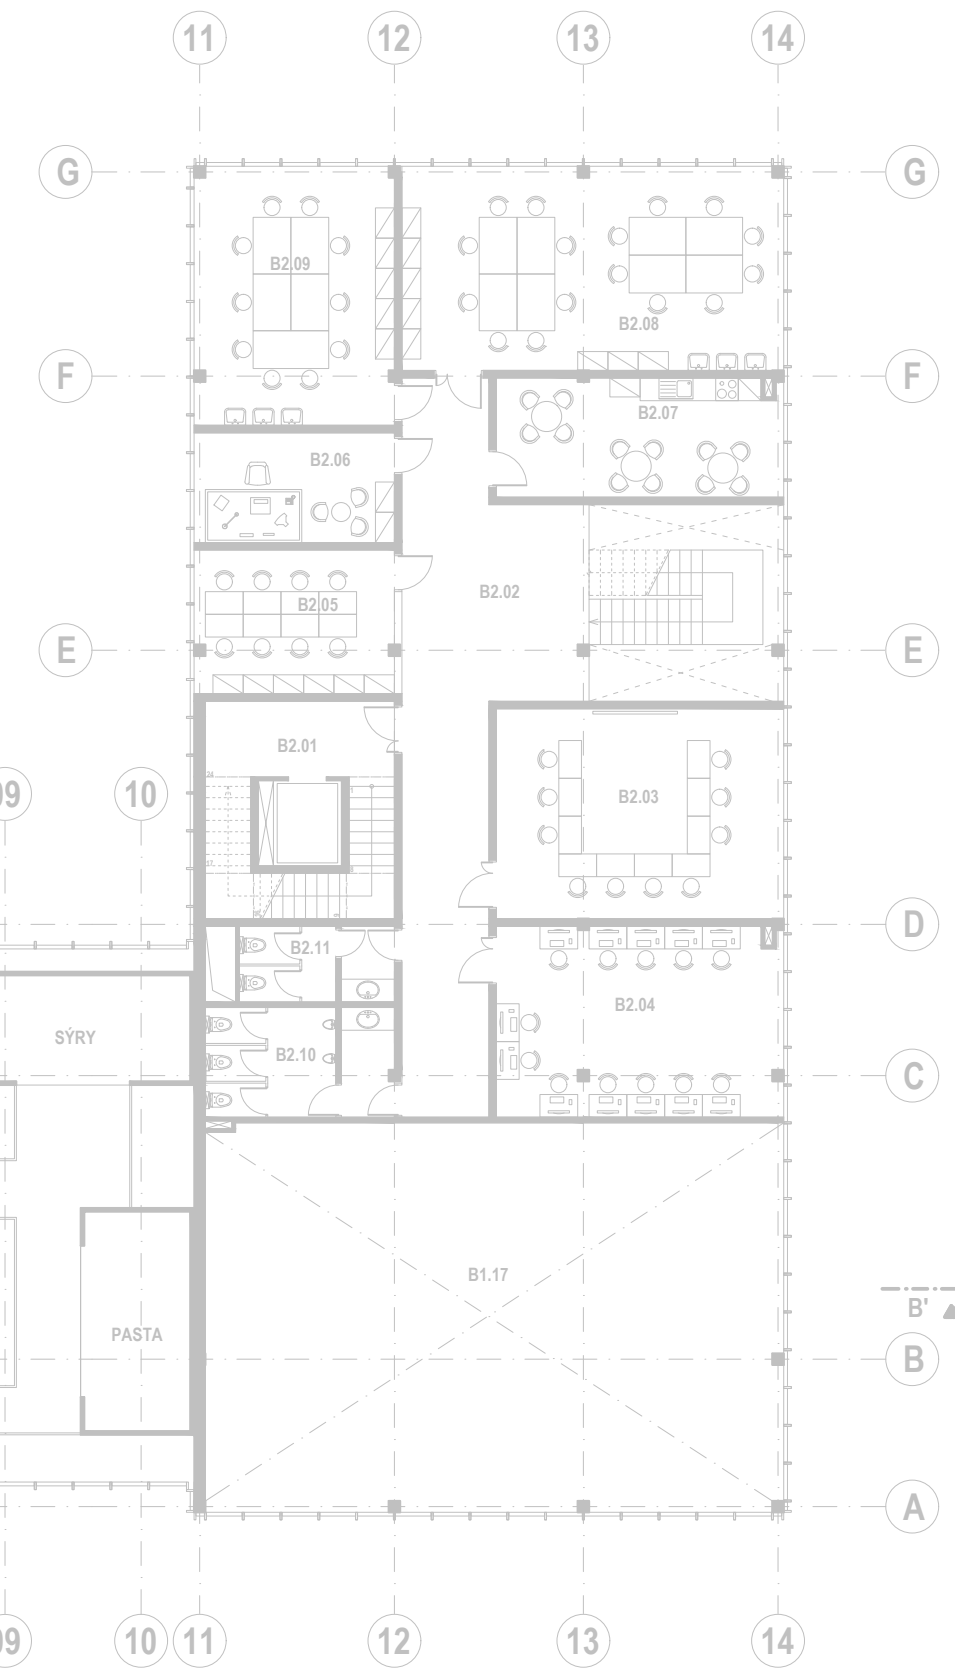 11 12 13 14
G G
B2.09
B2.08
F F
B2.07
B2.06
B2.02
B2.05
E E
B2.01
B2.03
09 10
D
B2.11
B2.04
SÝRY
B2.10
C
B1.17
B'
PASTA
B
A
09 10 11 12 13 14